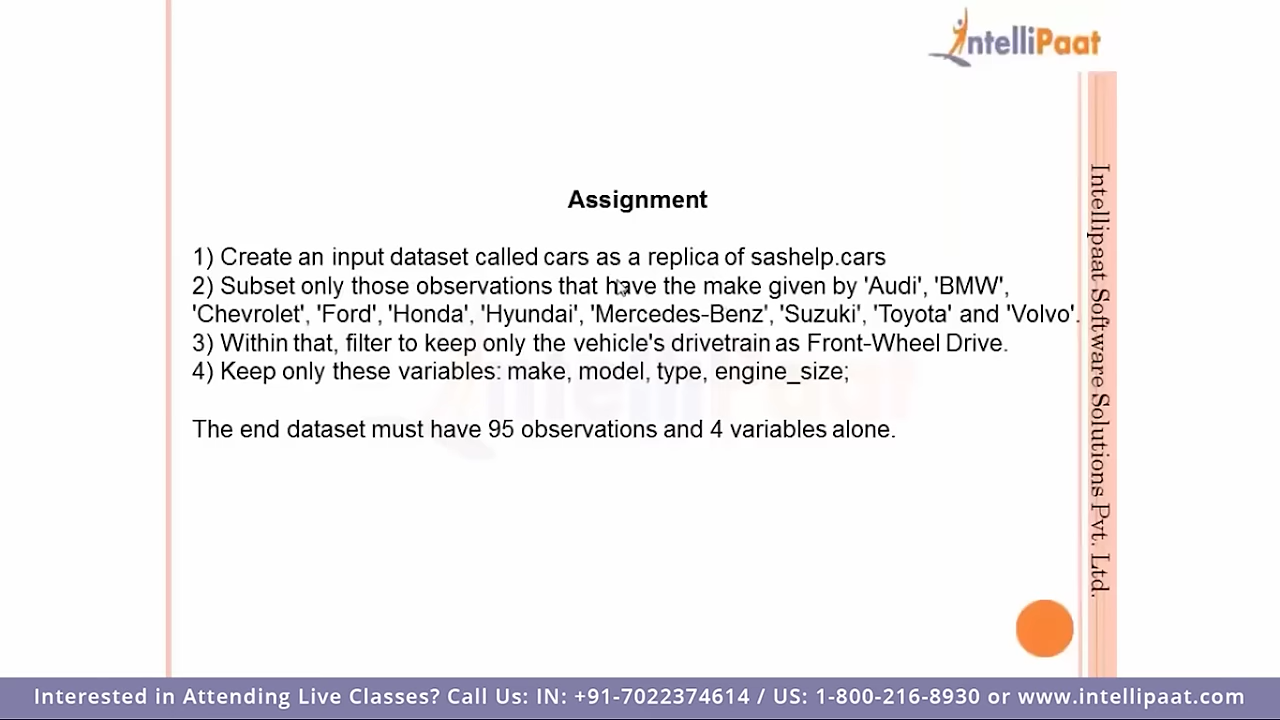 IntelliPaat
Assignment
1) Create an input dataset called cars as a replica of sashelp.cars
2) Subset only those observations that have the make given by 'Audi', 'BMW',
'Chevrolet', 'Ford', 'Honda', 'Hyundai', 'Mercedes-Benz', 'Suzuki', 'Toyota' and 'Volvo'.
3) Within that, filter to keep only the vehicle's drivetrain as Front-Wheel Drive.
4) Keep only these variables: make, model, type, engine_size;
The end dataset must have 95 observations and 4 variables alone.
Intellipaat Software Solutions Pvt. Ltd.
Interested in Attending Live Classes? Call Us: IN: +91-7022374614 / US: 1-800-216-8930 or www.intellipaat.com